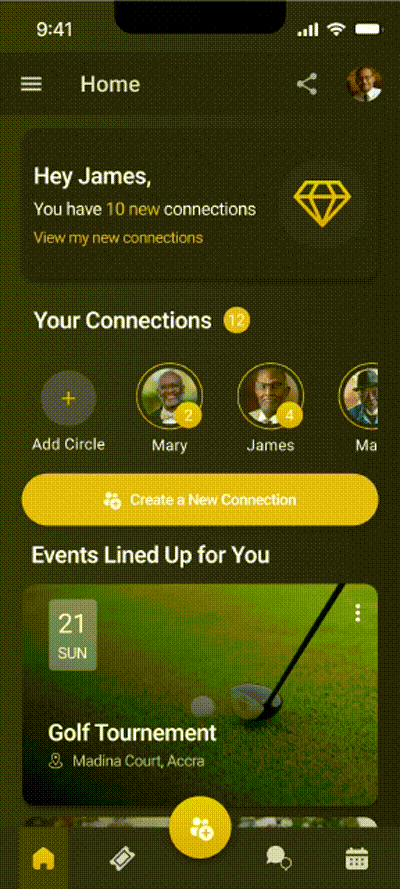 9:41
Home
Hey James,
You have 10 new connections
View my new connections
Your Connections 12
2
4
Add Circle
Mary
James
Ma
Create a New Connection
Events Lined Up for You
21
SUN
Golf Tournement
Madina Court, Accra